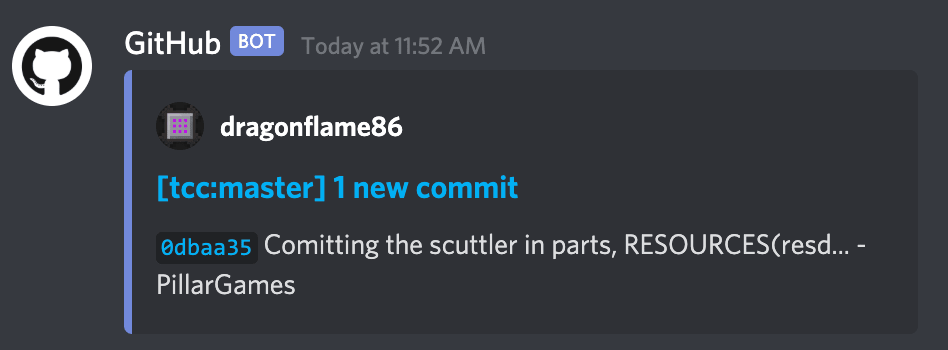 GitHub BOT Today at 11:52 AM
dragonflame86
[tcc:master] 1 new commit
0dbaa35 Comitting the scuttler in parts, RESOURCES(resd... -
PillarGames